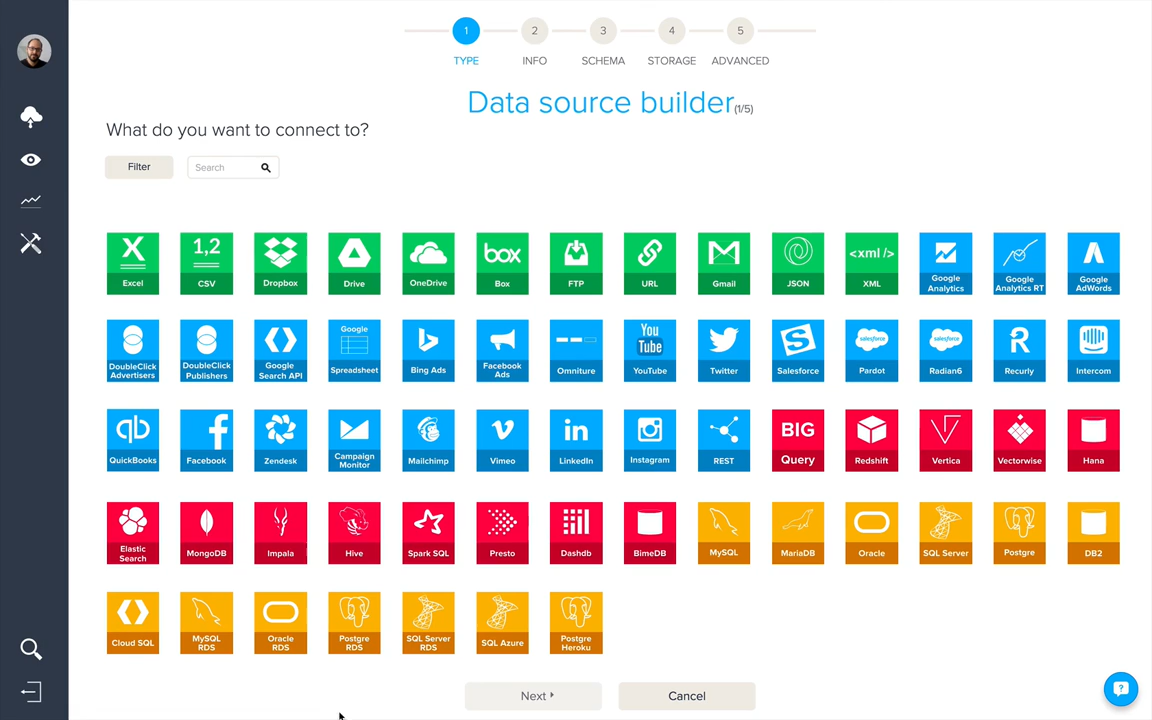 1 2 3 4 5
TYPE INFO SCHEMA STORAGE ADVANCED
Data source builder(1/5)
What do you want to connect to?
Filter Search
X 1,2 box <xml />
Excel CSV Dropbox Drive OneDrive Box FTP URL Gmail JSON XML Google Analytics Google Analytics RT Google AdWords
Google You Tube salesforce salesforce
DoubleClick Advertisers DoubleClick Publishers Google Search API Spreadsheet Bing Ads Facebook Ads Omniture YouTube Twitter Salesforce Pardot Radian6 Recurly Intercom
qb f in BIG
QuickBooks Facebook Zendesk Campaign Monitor Mailchimp Vimeo LinkedIn Instagram REST Query Redshift Vertica Vectorwise Hana
Elastic Search MongoDB Impala Hive Spark SQL Presto Dashdb BimeDB MySQL MariaDB Oracle SQL Server Postgre DB2
Cloud SQL MySQL RDS Oracle RDS Postgre RDS SQL Server RDS SQL Azure Postgre Heroku
Next Cancel